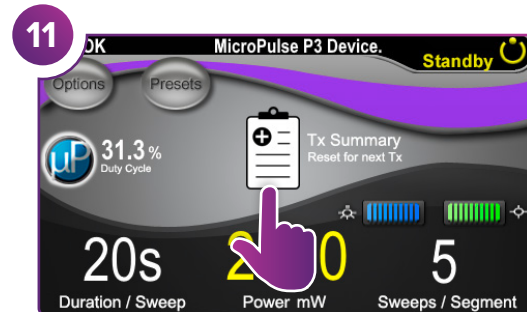 11
OK
MicroPulse P3 Device.
Standby
Options
Presets
µP
31.3 %
Duty Cycle
Tx Summary
Reset for next Tx
20s
5
Duration / Sweep
Power mW
Sweeps / Segment